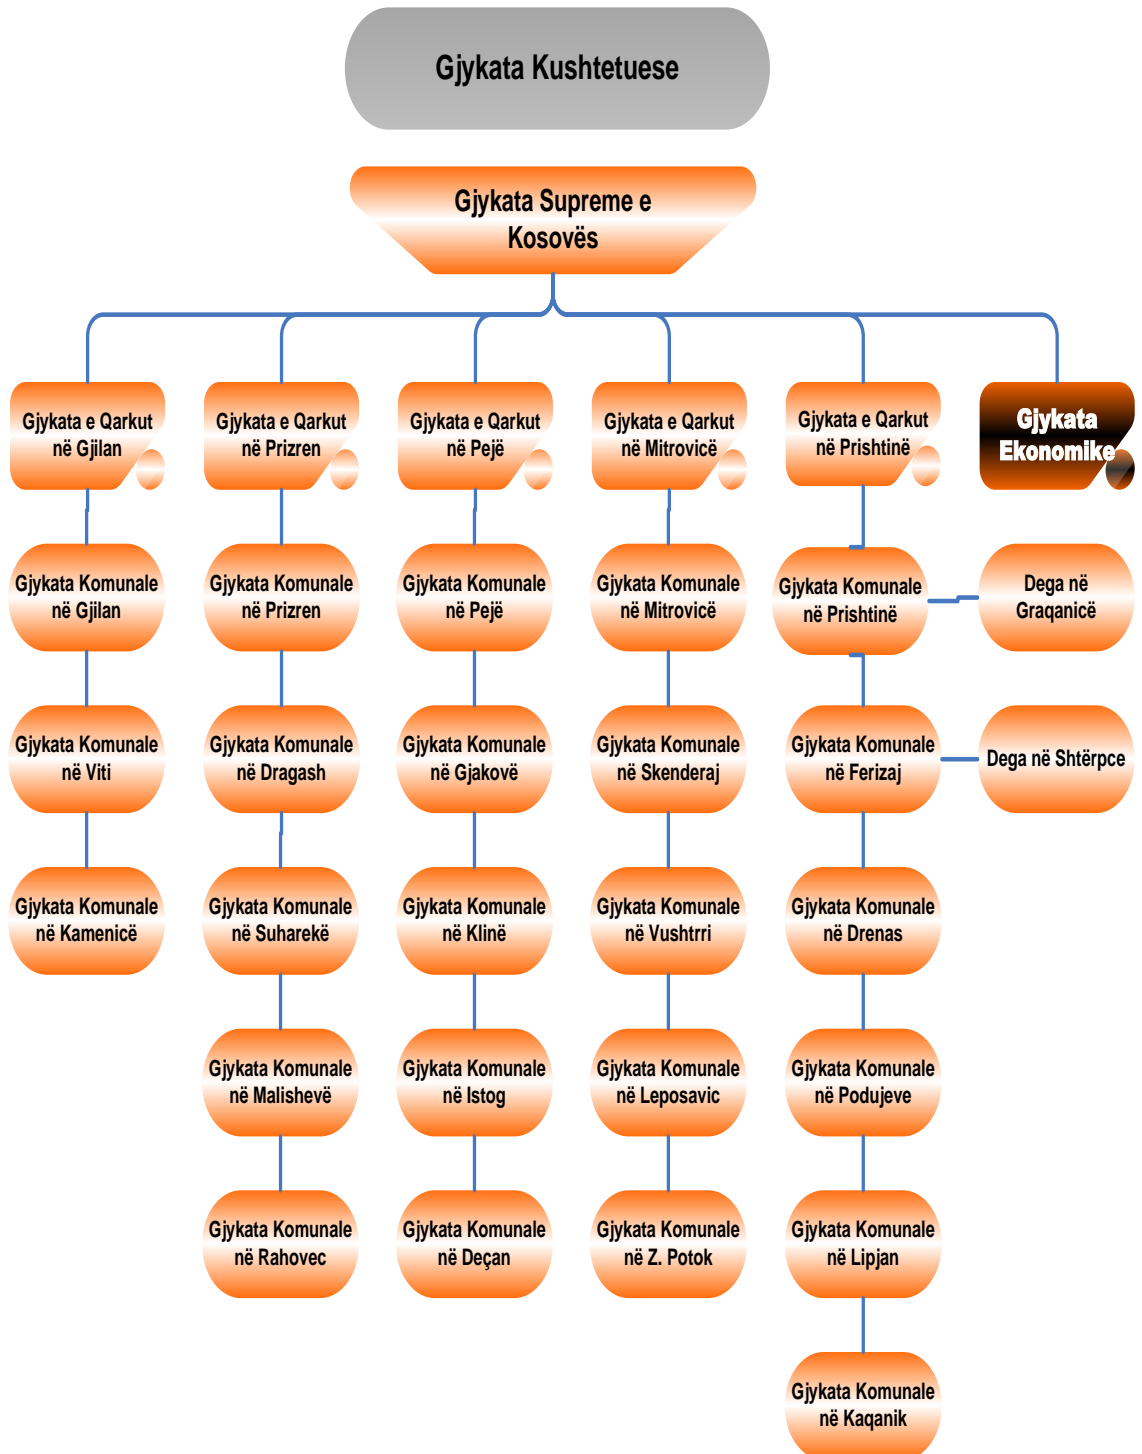 Gjykata Kushtetuese
Gjykata Supreme e
Kosovës
Gjykata e Qarkut
në Gjilan
Gjykata e Qarkut
në Prizren
Gjykata e Qarkut
në Pejë
Gjykata e Qarkut
në Mitrovicë
Gjykata e Qarkut
në Prishtinë
Gjykata
Ekonomike
Gjykata Komunale
në Gjilan
Gjykata Komunale
në Prizren
Gjykata Komunale
në Pejë
Gjykata Komunale
në Mitrovicë
Gjykata Komunale
në Prishtinë
Dega në
Graqanicë
Gjykata Komunale
në Viti
Gjykata Komunale
në Dragash
Gjykata Komunale
në Gjakovë
Gjykata Komunale
në Skenderaj
Gjykata Komunale
në Ferizaj
Dega në Shtërpce
Gjykata Komunale
në Kamenicë
Gjykata Komunale
në Suharekë
Gjykata Komunale
në Klinë
Gjykata Komunale
në Vushtrri
Gjykata Komunale
në Drenas
Gjykata Komunale
në Malishevë
Gjykata Komunale
në Istog
Gjykata Komunale
në Leposavic
Gjykata Komunale
në Podujeve
Gjykata Komunale
në Rahovec
Gjykata Komunale
në Deçan
Gjykata Komunale
në Z. Potok
Gjykata Komunale
në Lipjan
Gjykata Komunale
në Kaqanik